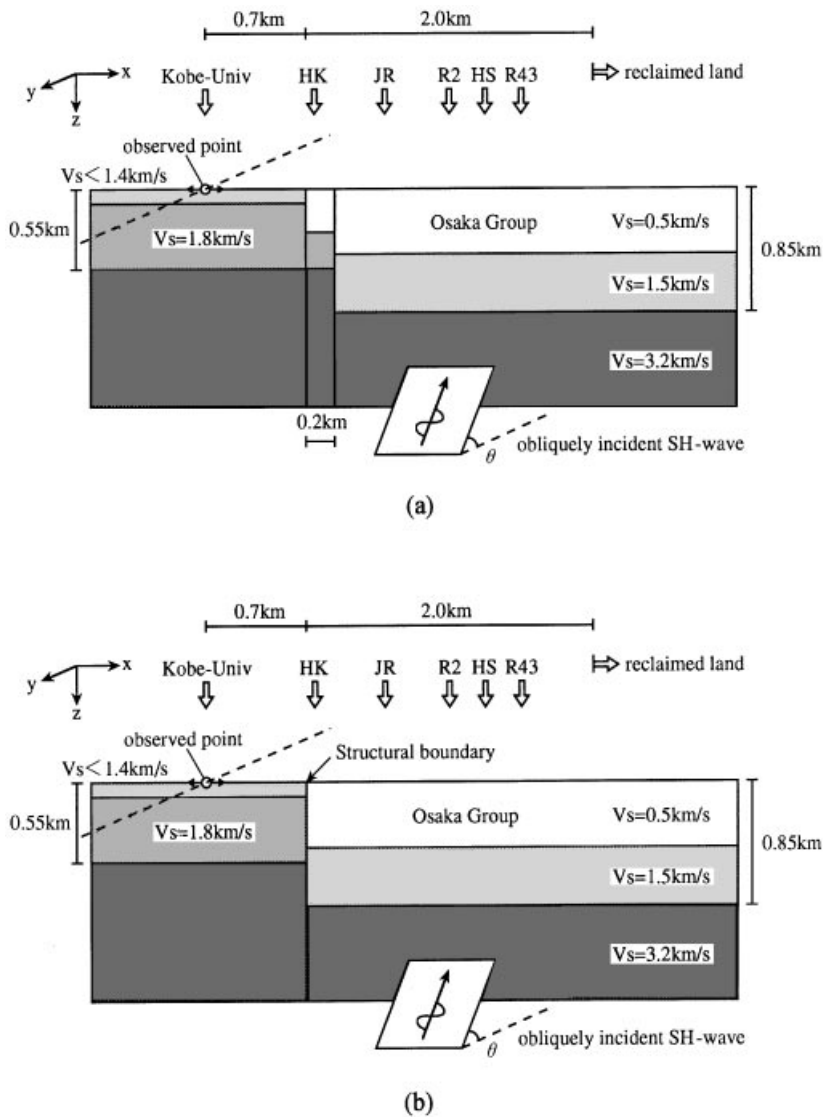 0.7km 2.0km
Kobe-Univ HK JR R2 HS R43 reclaimed land
x
y
z
observed point
Vs<1.4km/s
0.55km Vs=1.8km/s Osaka Group Vs=0.5km/s 0.85km
Vs=1.5km/s
Vs=3.2km/s
0.2km
θ obliquely incident SH-wave
(a)
0.7km 2.0km
Kobe-Univ HK JR R2 HS R43 reclaimed land
x
y
z
observed point
Structural boundary
Vs<1.4km/s
0.55km Vs=1.8km/s Osaka Group Vs=0.5km/s 0.85km
Vs=1.5km/s
Vs=3.2km/s
θ obliquely incident SH-wave
(b)